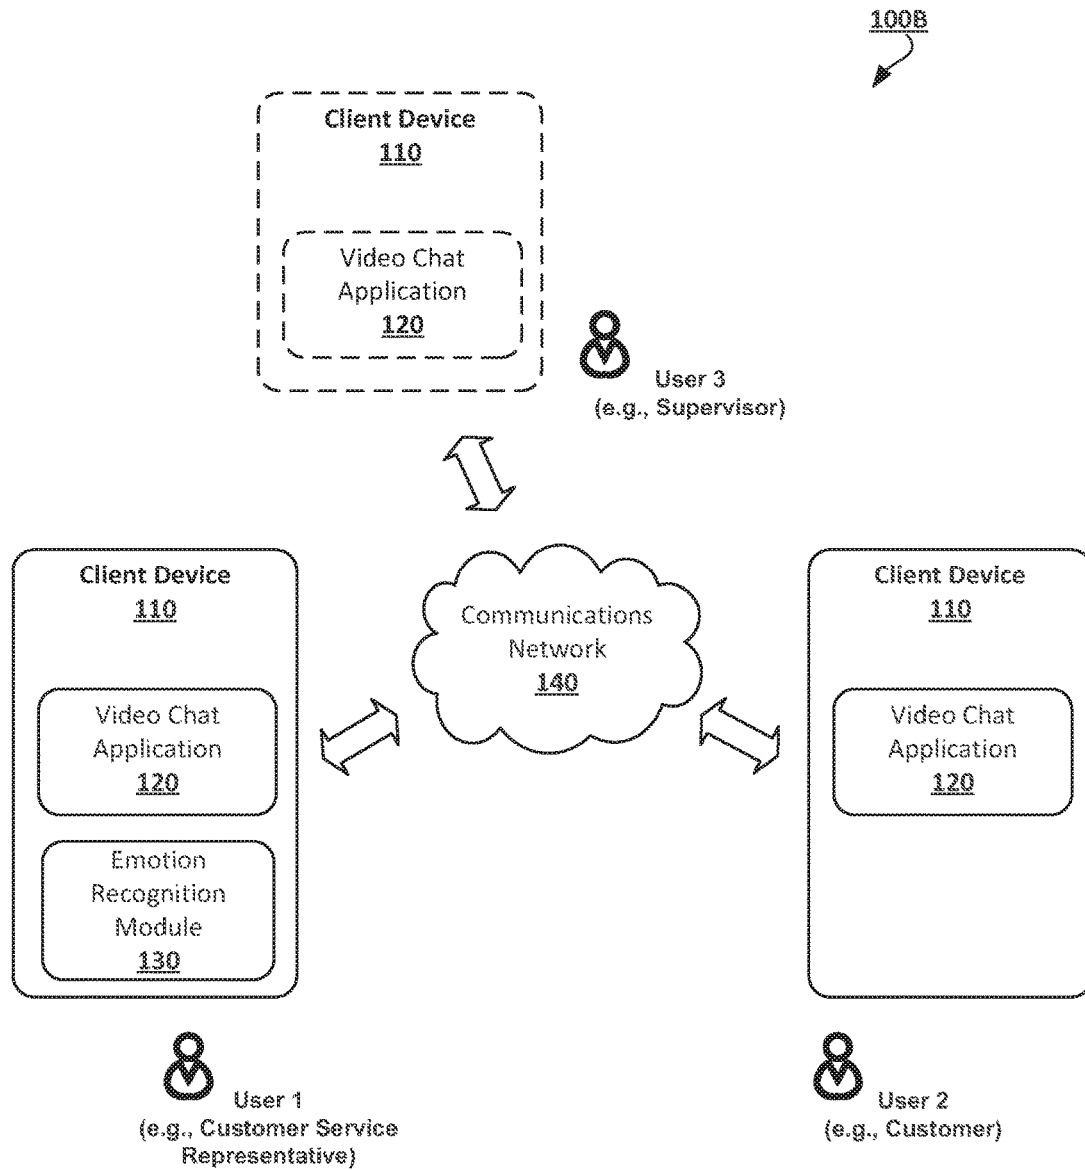 100B
Client Device
110
Video Chat
Application
120
User 3
(e.g., Supervisor)
Client Device
110
Video Chat
Application
120
Emotion
Recognition
Module
130
Communications
Network
140
Client Device
110
Video Chat
Application
120
User 1
(e.g., Customer Service
Representative)
User 2
(e.g., Customer)